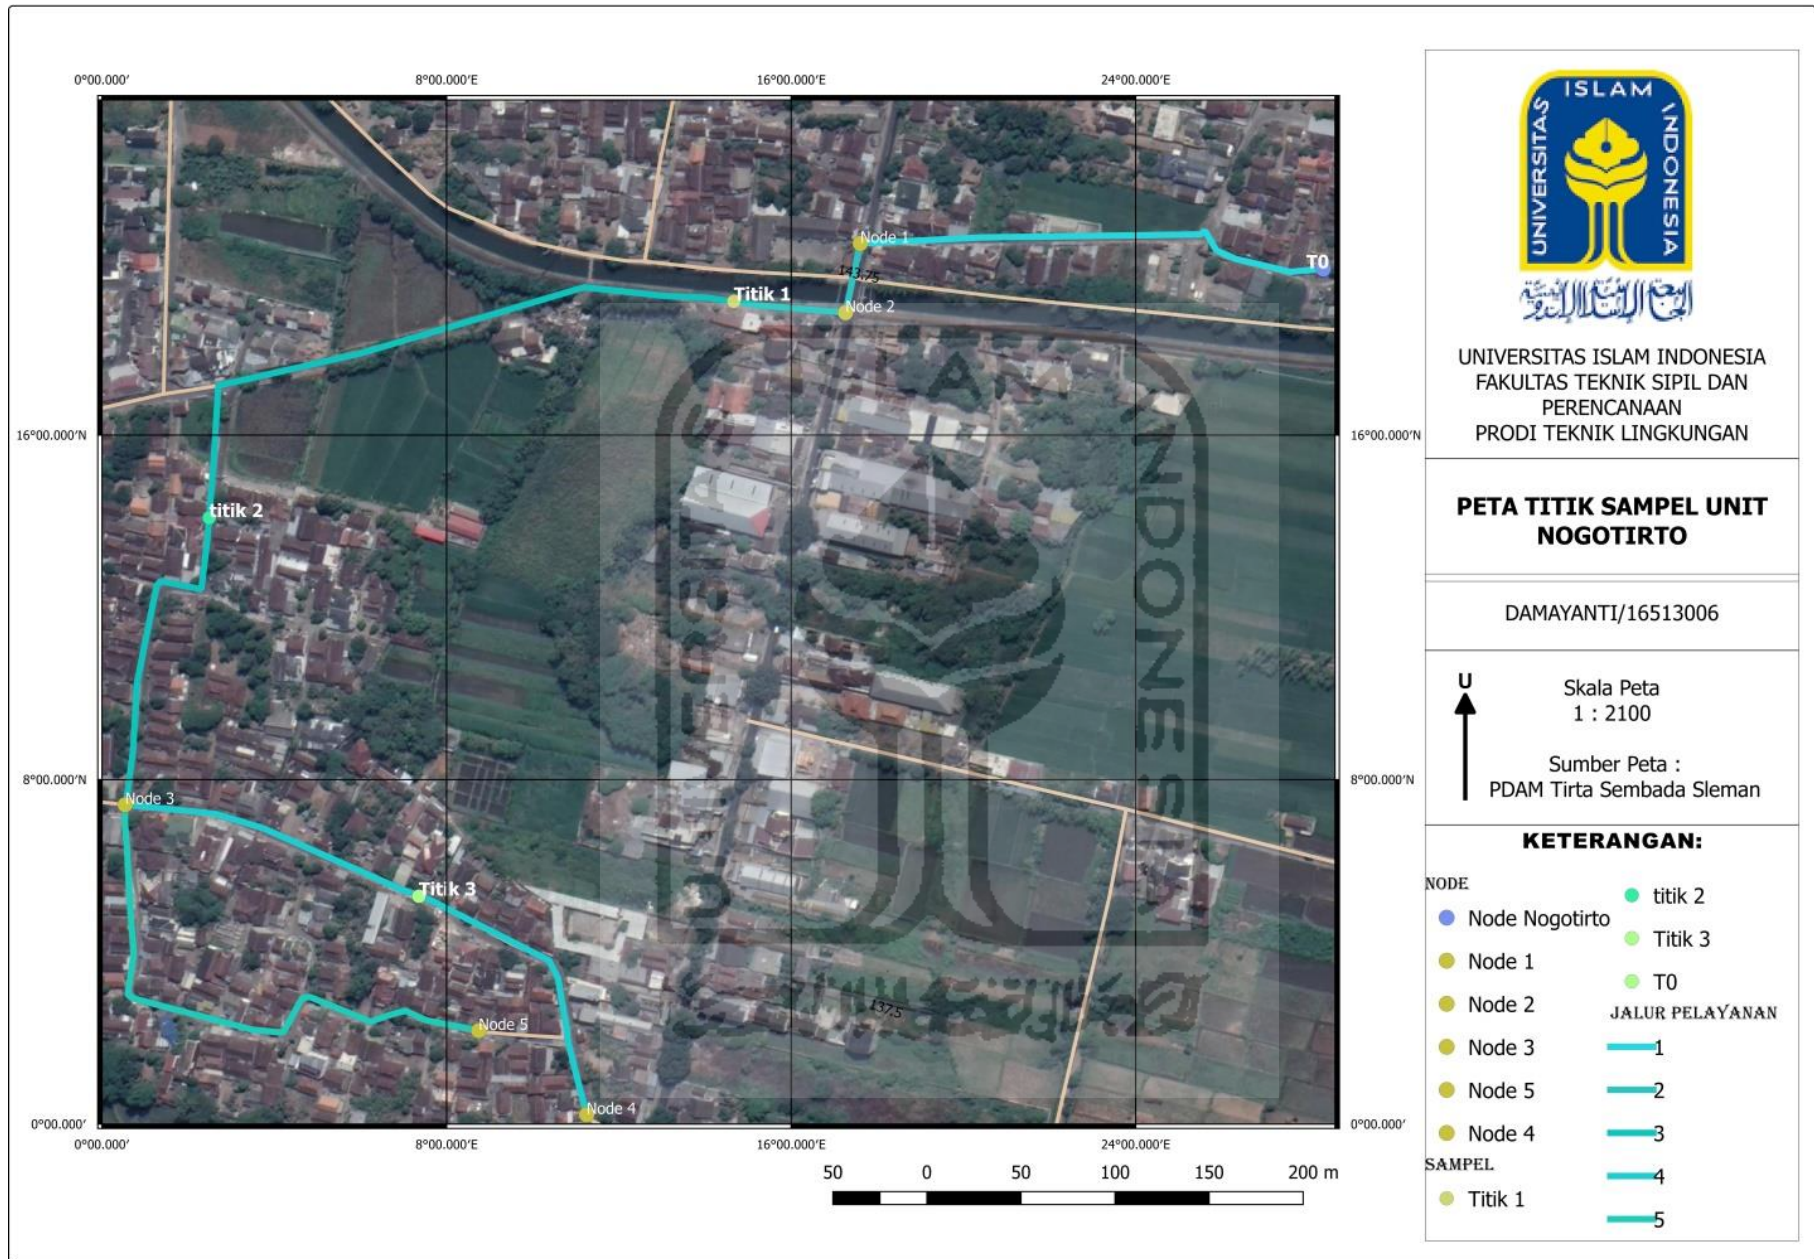 0°00.000′ 8°00.000′E 16°00.000′E 24°00.000′E
Node 1
T0
143.75
Titik 1
Node 2
16°00.000′N
titik 2
8°00.000′N 8°00.000′N
Node 3
Titik 3
137.5
Node 5
Node 4
0°00.000′ 0°00.000′
0°00.000′ 8°00.000′E 16°00.000′E 24°00.000′E
50 0 50 100 150 200 m
UNIVERSITAS ISLAM INDONESIA
16°00.000′N
UNIVERSITAS ISLAM INDONESIA
UNIVERSITAS ISLAM INDONESIA
FAKULTAS TEKNIK SIPIL DAN
PERENCANAAN
PRODI TEKNIK LINGKUNGAN
PETA TITIK SAMPEL UNIT
NOGOTIRTO
DAMAYANTI/16513006
U
Skala Peta
1 : 2100
Sumber Peta :
PDAM Tirta Sembada Sleman
KETERANGAN:
NODE
Node Nogotirto
Node 1
Node 2
Node 3
Node 5
Node 4
SAMPEL
Titik 1
titik 2
Titik 3
T0
JALUR PELAYANAN
1
2
3
4
5